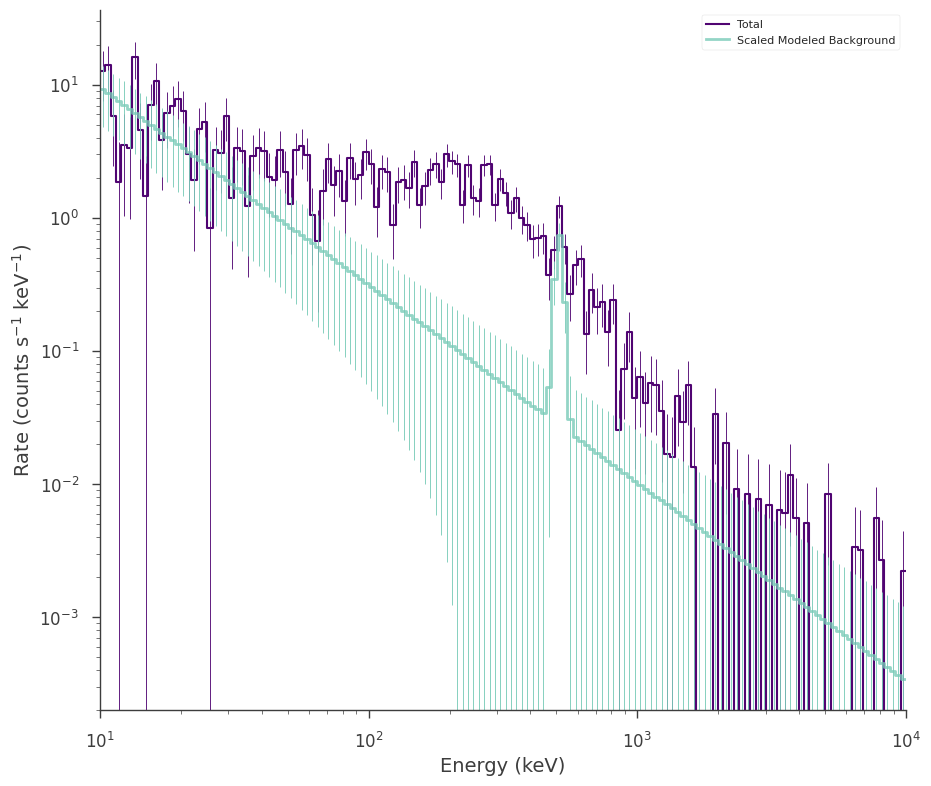 Total
Scaled Modeled Background
Rate (counts s⁻¹ keV⁻¹)
10¹
10⁰
10⁻¹
10⁻²
10⁻³
10¹ 10² 10³ 10⁴
Energy (keV)